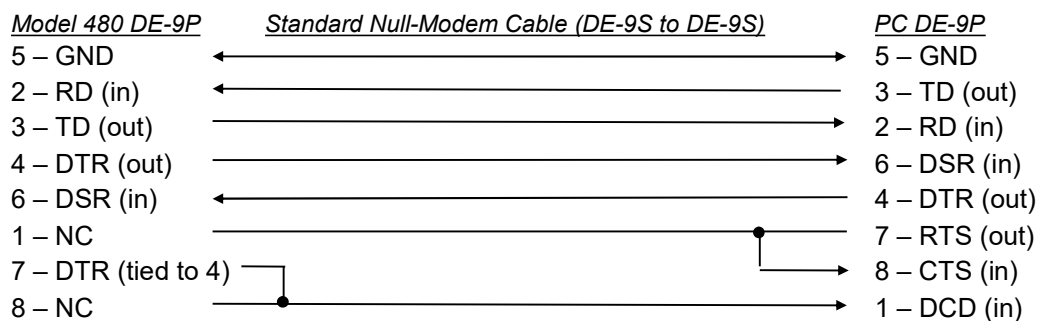 Model 480 DE-9P Standard Null-Modem Cable (DE-9S to DE-9S) PC DE-9P
5 – GND 5 – GND
2 – RD (in) 3 – TD (out)
3 – TD (out) 2 – RD (in)
4 – DTR (out) 6 – DSR (in)
6 – DSR (in) 4 – DTR (out)
1 – NC 7 – RTS (out)
7 – DTR (tied to 4) 8 – CTS (in)
8 – NC 1 – DCD (in)